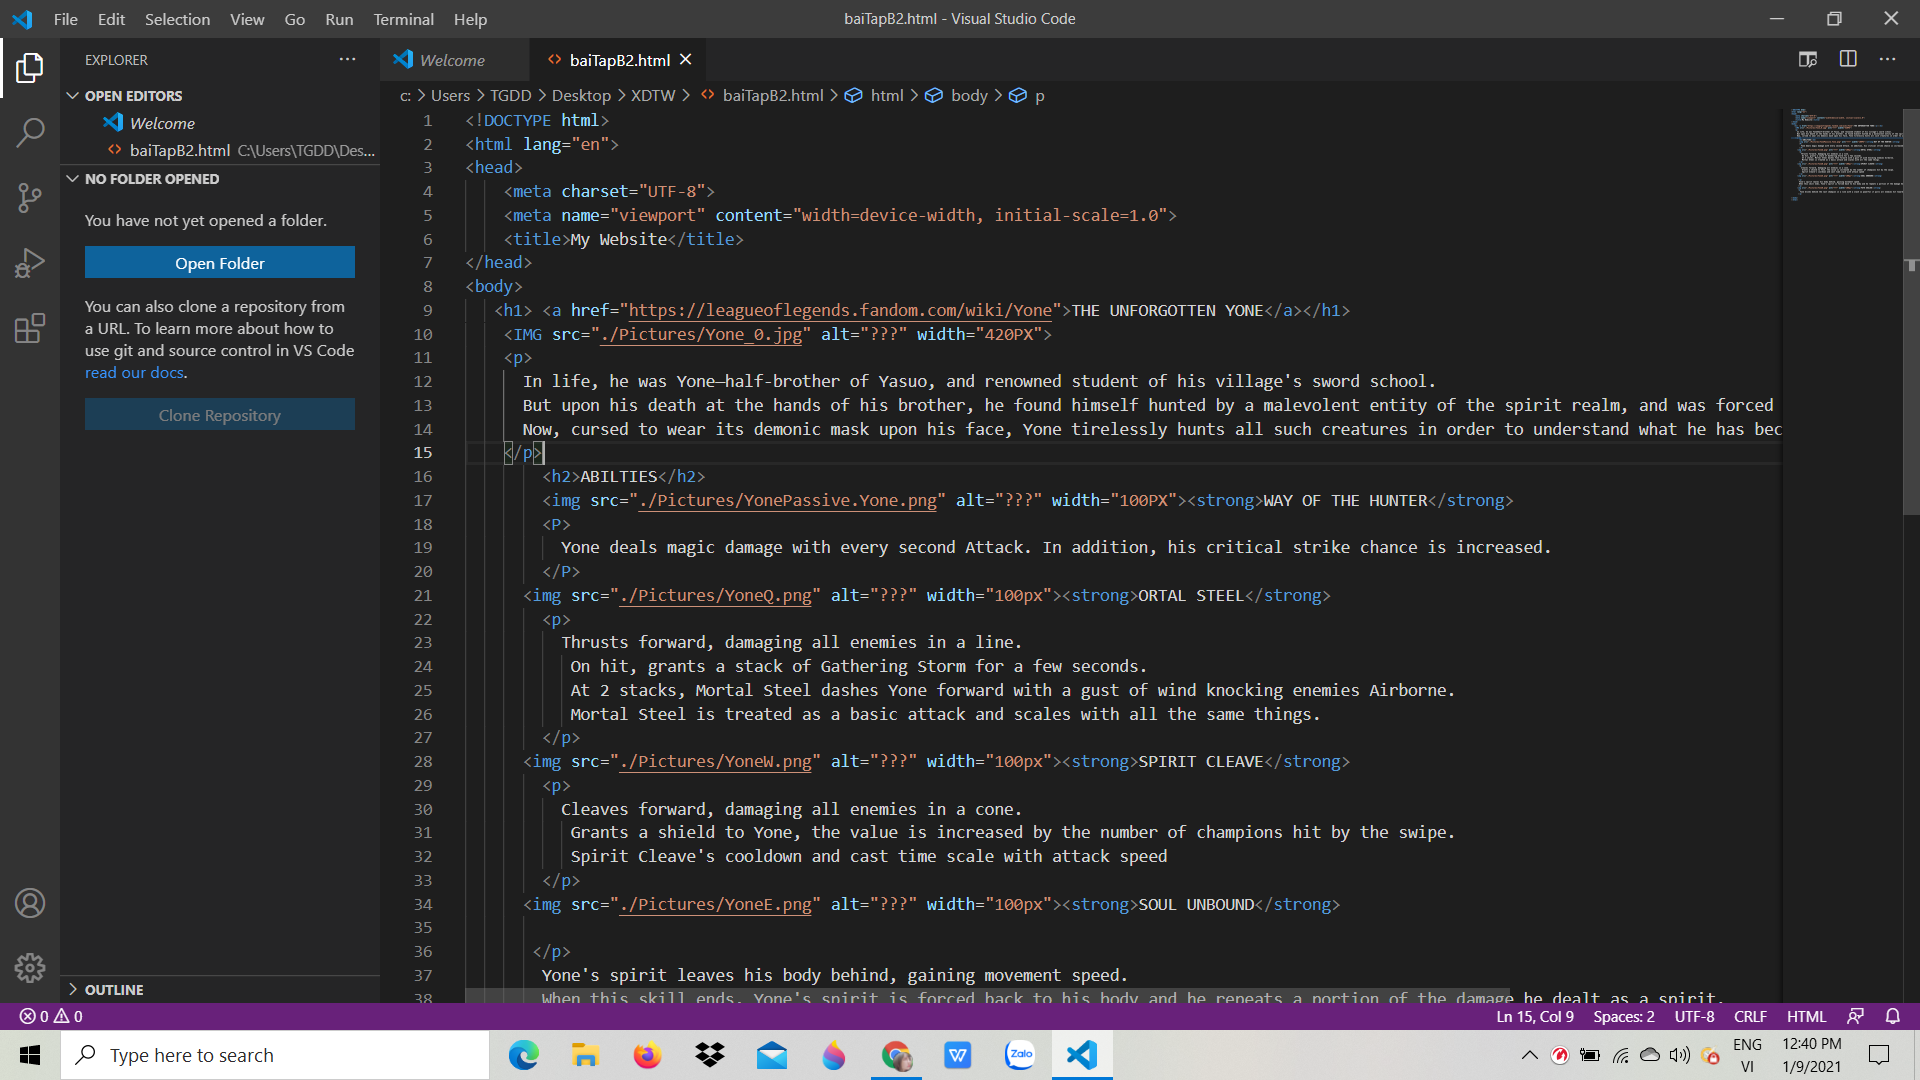 File Edit Selection View Go Run Terminal Help
baiTapB2.html - Visual Studio Code
EXPLORER
OPEN EDITORS
Welcome
baiTapB2.html C:\Users\TGDD\Des...
NO FOLDER OPENED
You have not yet opened a folder.
Open Folder
You can also clone a repository from
a URL. To learn more about how to
use git and source control in VS Code
read our docs.
Clone Repository
OUTLINE
Welcome
baiTapB2.html
c: > Users > TGDD > Desktop > XDTW > baiTapB2.html > html > body > p
1 <!DOCTYPE html>
2 <html lang="en">
3 <head>
4 <meta charset="UTF-8">
5 <meta name="viewport" content="width=device-width, initial-scale=1.0">
6 <title>My Website</title>
7 </head>
8 <body>
9 <h1> <a href="https://leagueoflegends.fandom.com/wiki/Yone">THE UNFORGOTTEN YONE</a></h1>
10 <IMG src="./Pictures/Yone_0.jpg" alt="???" width="420PX">
11 <p>
12 In life, he was Yone—half-brother of Yasuo, and renowned student of his village's sword school.
13 But upon his death at the hands of his brother, he found himself hunted by a malevolent entity of the spirit realm, and was forced
14 Now, cursed to wear its demonic mask upon his face, Yone tirelessly hunts all such creatures in order to understand what he has bec
15 </p>
16 <h2>ABILTIES</h2>
17 <img src="./Pictures/YonePassive.Yone.png" alt="???" width="100PX"><strong>WAY OF THE HUNTER</strong>
18 <P>
19 Yone deals magic damage with every second Attack. In addition, his critical strike chance is increased.
20 </P>
21 <img src="./Pictures/YoneQ.png" alt="???" width="100px"><strong>ORTAL STEEL</strong>
22 <p>
23 Thrusts forward, damaging all enemies in a line.
24 On hit, grants a stack of Gathering Storm for a few seconds.
25 At 2 stacks, Mortal Steel dashes Yone forward with a gust of wind knocking enemies Airborne.
26 Mortal Steel is treated as a basic attack and scales with all the same things.
27 </p>
28 <img src="./Pictures/YoneW.png" alt="???" width="100px"><strong>SPIRIT CLEAVE</strong>
29 <p>
30 Cleaves forward, damaging all enemies in a cone.
31 Grants a shield to Yone, the value is increased by the number of champions hit by the swipe.
32 Spirit Cleave's cooldown and cast time scale with attack speed
33 </p>
34 <img src="./Pictures/YoneE.png" alt="???" width="100px"><strong>SOUL UNBOUND</strong>
35
36 </p>
37 Yone's spirit leaves his body behind, gaining movement speed.
38 When this skill ends, Yone's spirit is forced back to his body and he repeats a portion of the damage he dealt as a spirit.
0 0
Ln 15, Col 9 Spaces: 2 UTF-8 CRLF HTML
Type here to search
Zalo
ENG
VI
12:40 PM
1/9/2021